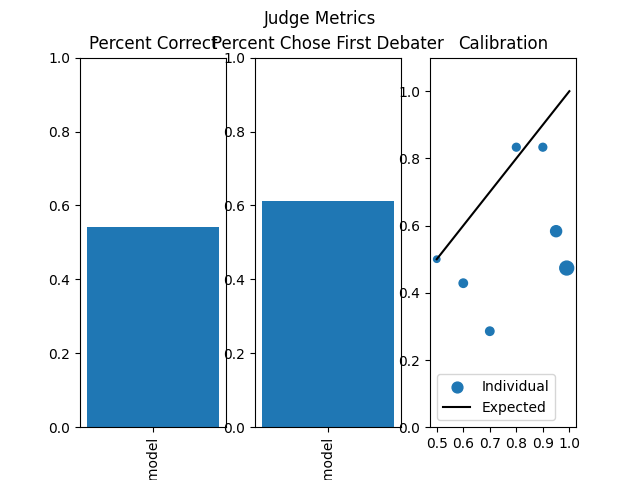 Judge Metrics
Percent Correct
Percent Chose First Debater
Calibration
1.0
0.8
0.6
0.4
0.2
0.0
model
1.0
0.8
0.6
0.4
0.2
0.0
model
1.0
0.8
0.6
0.4
0.2
0.0
Individual
Expected
0.5 0.6 0.7 0.8 0.9 1.0